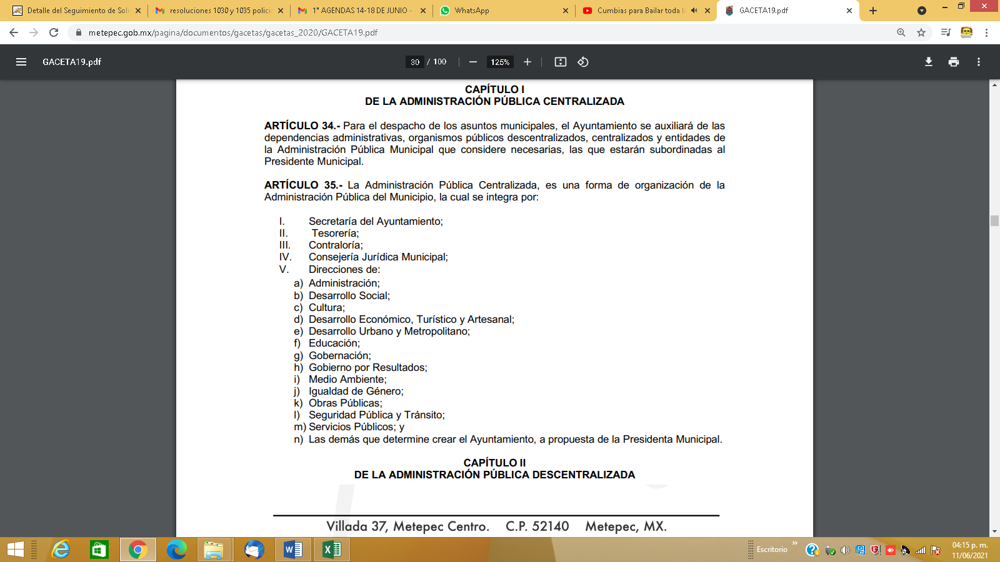 Detalle del Seguimiento de Soli
resoluciones 1030 y 1035 polici
1° AGENDAS 14-18 DE JUNIO -
WhatsApp
Cumbias para Bailar toda l
GACETA19.pdf
metepec.gob.mx/pagina/documentos/gacetas/gacetas_2020/GACETA19.pdf
GACETA19.pdf
30 / 100
125%
CAPÍTULO I
DE LA ADMINISTRACIÓN PÚBLICA CENTRALIZADA
ARTÍCULO 34.- Para el despacho de los asuntos municipales, el Ayuntamiento se auxiliará de las
dependencias administrativas, organismos públicos descentralizados, centralizados y entidades de
la Administración Pública Municipal que considere necesarias, las que estarán subordinadas al
Presidente Municipal.
ARTÍCULO 35.- La Administración Pública Centralizada, es una forma de organización de la
Administración Pública del Municipio, la cual se integra por:
I. Secretaría del Ayuntamiento;
II. Tesorería;
III. Contraloría;
IV. Consejería Jurídica Municipal;
V. Direcciones de:
a) Administración;
b) Desarrollo Social;
c) Cultura;
d) Desarrollo Económico, Turístico y Artesanal;
e) Desarrollo Urbano y Metropolitano;
f) Educación;
g) Gobernación;
h) Gobierno por Resultados;
i) Medio Ambiente;
j) Igualdad de Género;
k) Obras Públicas;
l) Seguridad Pública y Tránsito;
m) Servicios Públicos; y
n) Las demás que determine crear el Ayuntamiento, a propuesta de la Presidenta Municipal.
CAPÍTULO II
DE LA ADMINISTRACIÓN PÚBLICA DESCENTRALIZADA
Villada 37, Metepec Centro. C.P. 52140 Metepec, MX.
Escritorio
04:15 p. m.
11/06/2021